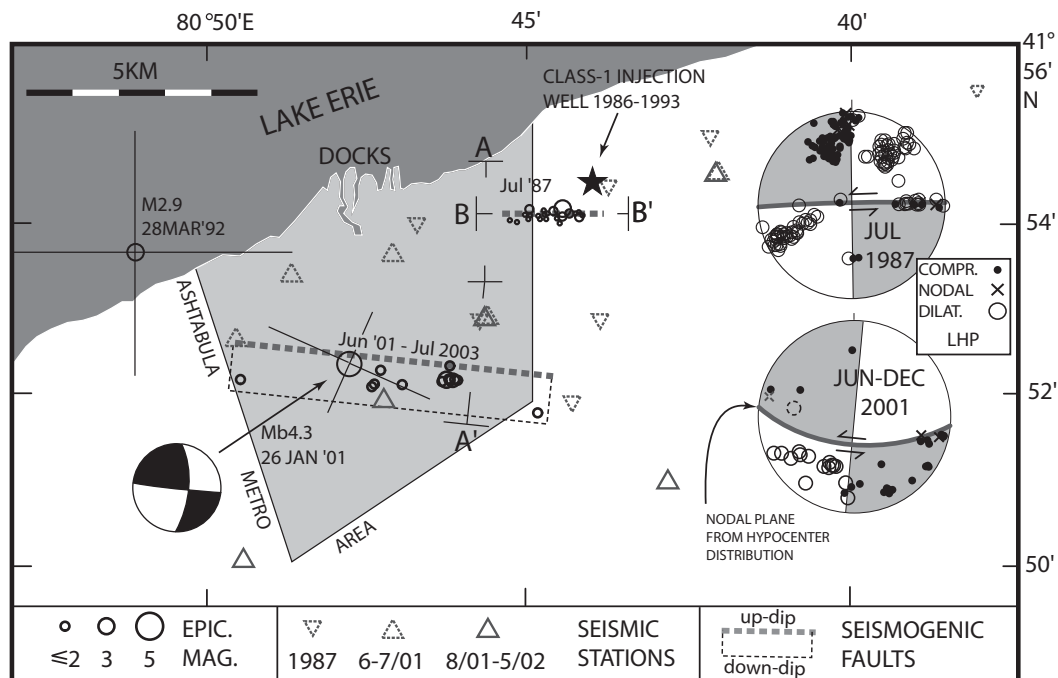 80°50'E
45'
40'
41°
56'
N
5KM
LAKE ERIE
DOCKS
CLASS-1 INJECTION
WELL 1986-1993
A
Jul '87
B
B'
M2.9
28MAR'92
54'
JUL
1987
COMPR.
NODAL
DILAT.
LHP
ASHTABULA
METRO
AREA
Jun '01 - Jul 2003
A'
Mb4.3
26 JAN '01
JUN-DEC
2001
52'
NODAL PLANE
FROM HYPOCENTER
DISTRIBUTION
50'
≤2 3 5
EPIC.
MAG.
1987 6-7/01 8/01-5/02
SEISMIC
STATIONS
up-dip
down-dip
SEISMOGENIC
FAULTS